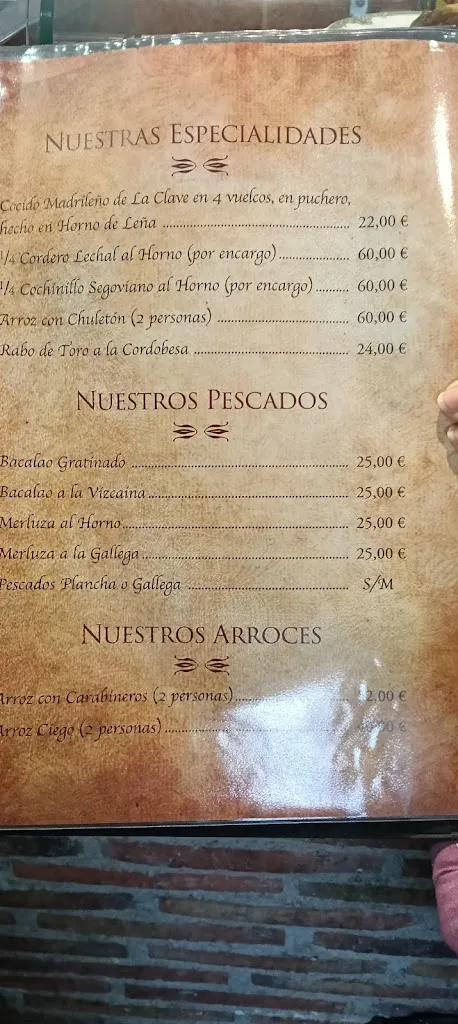 NUESTRAS ESPECIALIDADES
Cocido Madrileño de La Clave en 4 vuelcos, en puchero,
hecho en Horno de Leña 22,00 €
1/4 Cordero Lechal al Horno (por encargo) 60,00 €
1/4 Cochinillo Segoviano al Horno (por encargo) 60,00 €
Arroz con Chuletón (2 personas) 60,00 €
Rabo de Toro a la Cordobesa 24,00 €
NUESTROS PESCADOS
Bacalao Gratinado 25,00 €
Bacalao a la Vizcaina 25,00 €
Merluza al Horno 25,00 €
Merluza a la Gallega 25,00 €
Pescados Plancha o Gallega S/M
NUESTROS ARROCES
Arroz con Carabineros (2 personas)
Arroz Ciego (2 personas)